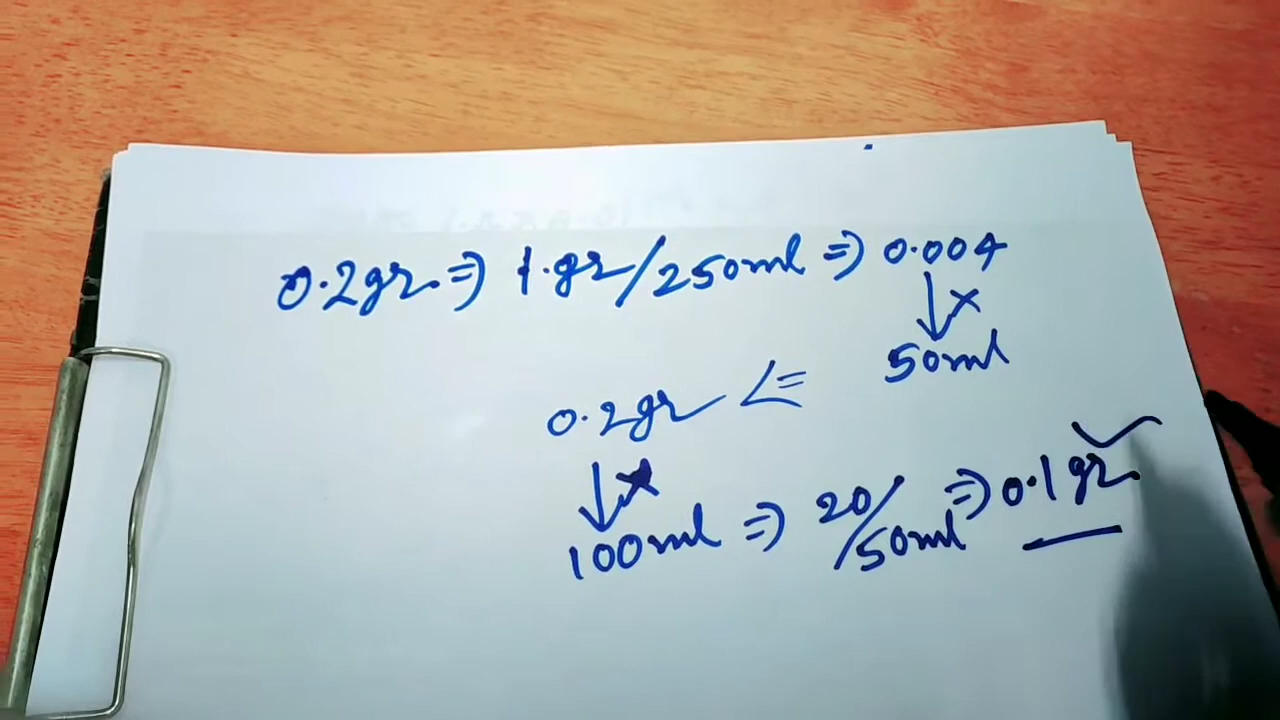 0.2gr. => 1.gr/250ml => 0.004
↓×
50ml
0.2gr <=
↓×
100ml => 20/50ml => 0.1gr.